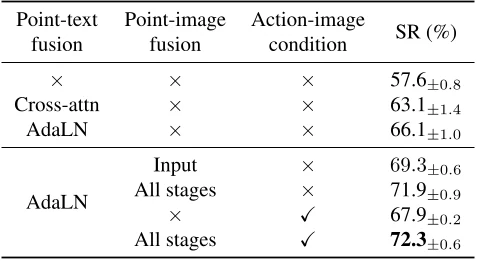 Point-text fusion Point-image fusion Action-image condition SR (%)
× × × 57.6±0.8
Cross-attn × × 63.1±1.4
AdaLN × × 66.1±1.0
AdaLN Input × 69.3±0.6
All stages × 71.9±0.9
× ✓ 67.9±0.2
All stages ✓ 72.3±0.6